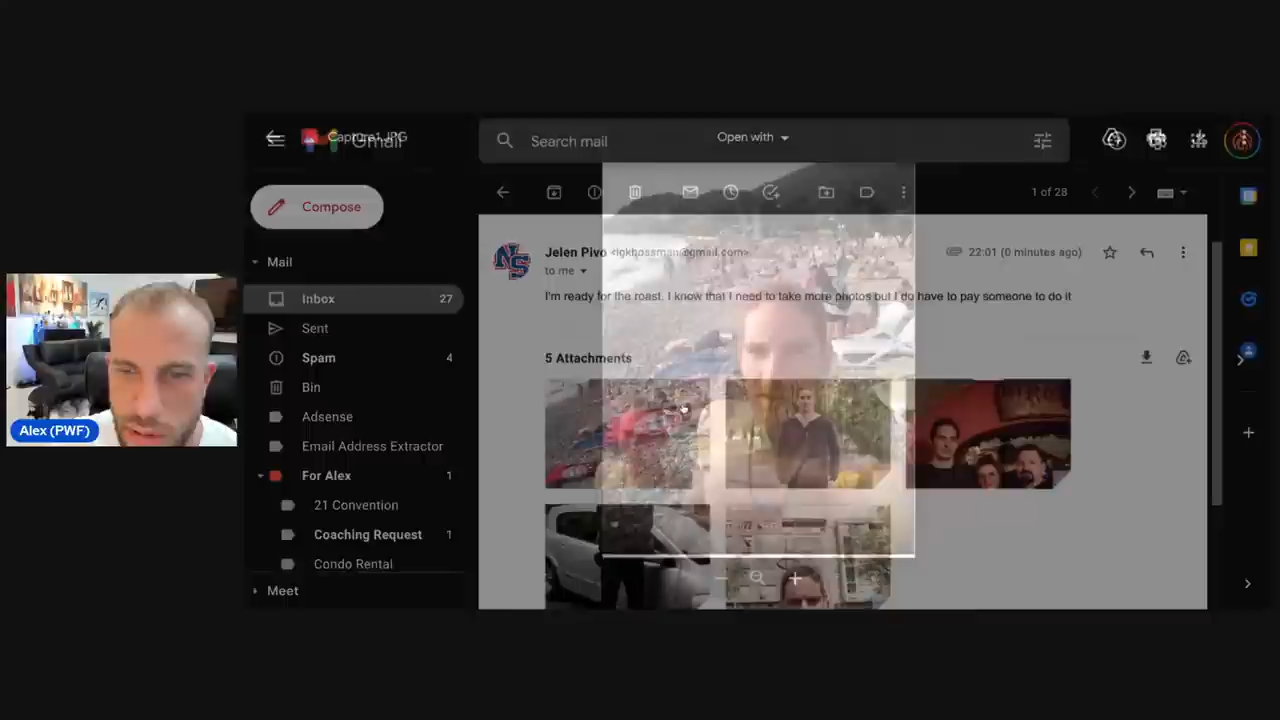 Capture1.JPG
Gmail
Search mail
Open with
Compose
1 of 28
Mail
Jelen Pivo <igkbossman@gmail.com>
22:01 (0 minutes ago)
to me
Inbox
27
I'm ready for the roast. I know that I need to take more photos but I do have to pay someone to do it
Sent
Spam
4
5 Attachments
Bin
Adsense
Alex (PWF)
Email Address Extractor
For Alex
1
21 Convention
Coaching Request
1
Condo Rental
Meet